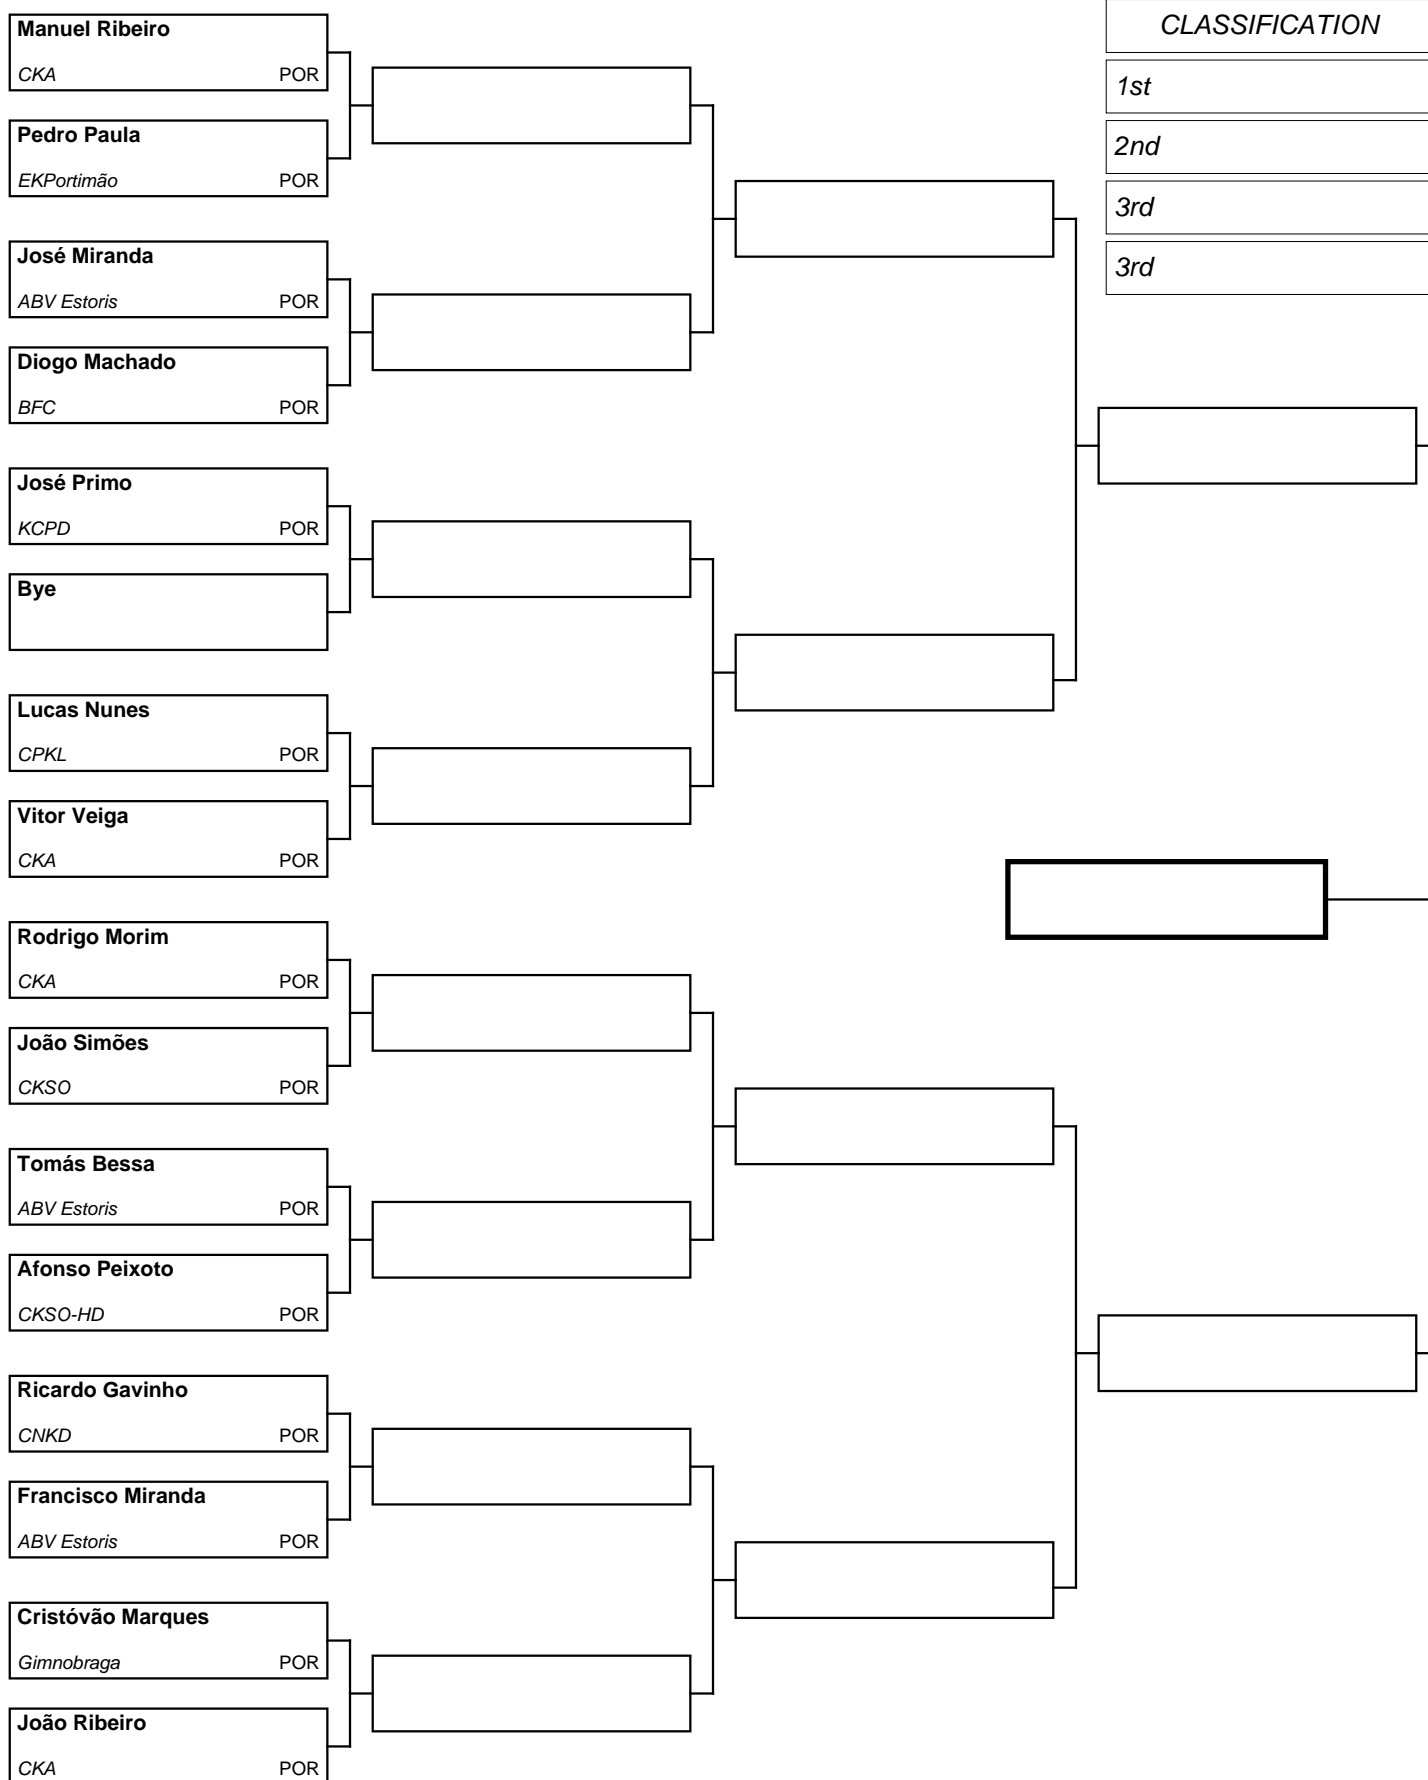 Manuel Ribeiro
CKA POR
Pedro Paula
EKPortimão POR
José Miranda
ABV Estoris POR
Diogo Machado
BFC POR
José Primo
KCPD POR
Bye
Lucas Nunes
CPKL POR
Vitor Veiga
CKA POR
Rodrigo Morim
CKA POR
João Simões
CKSO POR
Tomás Bessa
ABV Estoris POR
Afonso Peixoto
CKSO-HD POR
Ricardo Gavinho
CNKD POR
Francisco Miranda
ABV Estoris POR
Cristóvão Marques
Gimnobraga POR
João Ribeiro
CKA POR
CLASSIFICATION
1st
2nd
3rd
3rd